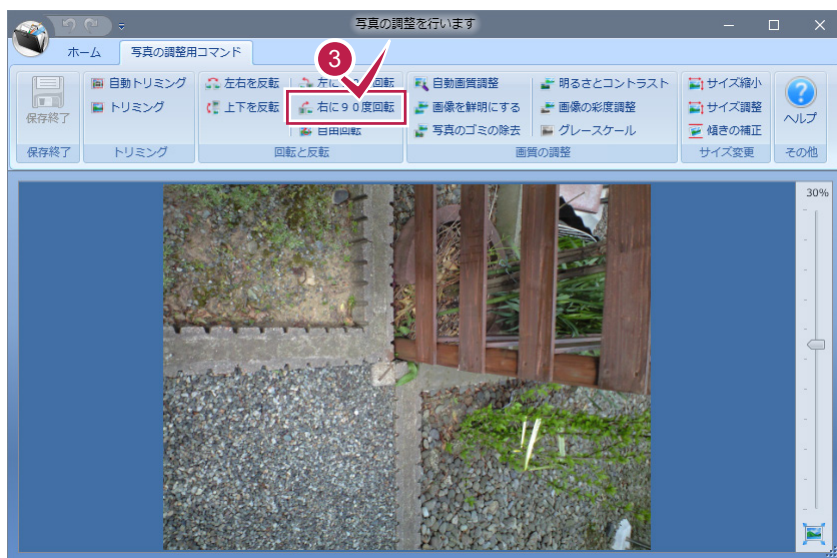 写真の調整を行います
ホーム 写真の調整用コマンド
3
保存終了
自動トリミング
トリミング
左右を反転
上下を反転
右に90度回転
自由回転
自動画質調整
画像を鮮明にする
写真のゴミの除去
明るさとコントラスト
画像の彩度調整
グレースケール
サイズ縮小
サイズ調整
傾きの補正
ヘルプ
保存終了 トリミング 回転と反転 画質の調整 サイズ変更 その他
30%